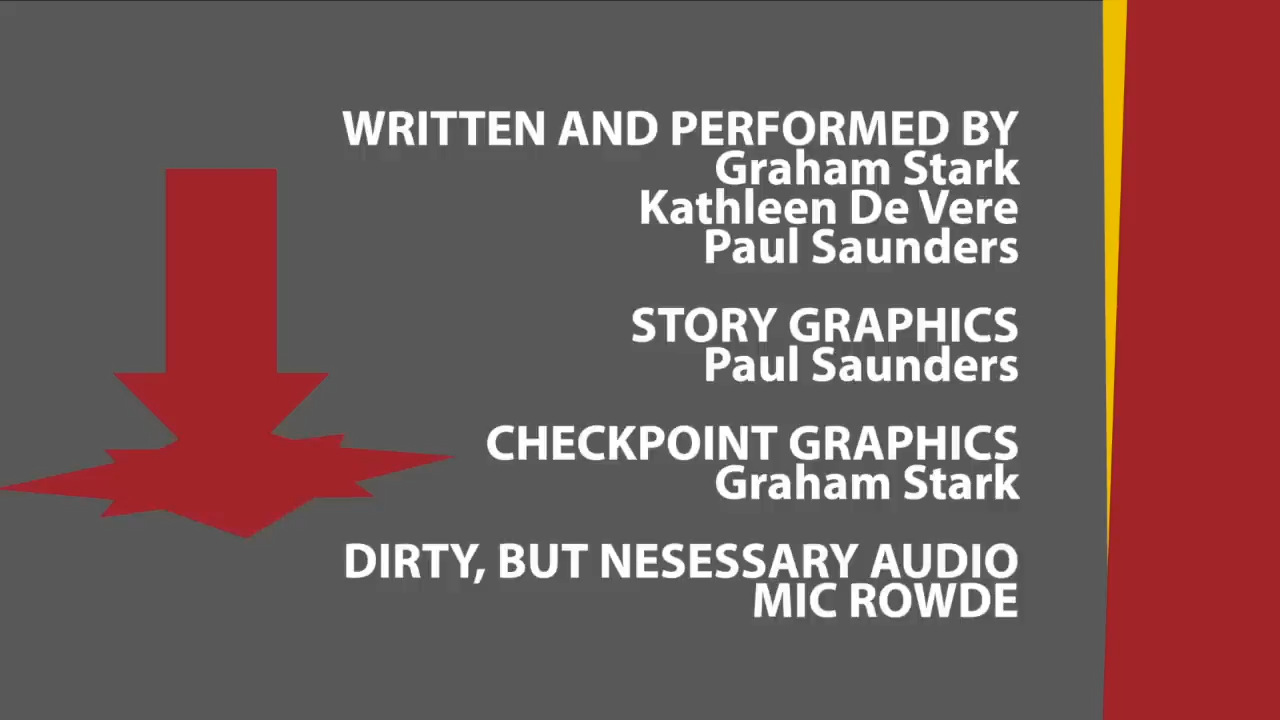 WRITTEN AND PERFORMED BY
Graham Stark
Kathleen De Vere
Paul Saunders
STORY GRAPHICS
Paul Saunders
CHECKPOINT GRAPHICS
Graham Stark
DIRTY, BUT NESESSARY AUDIO
MIC ROWDE